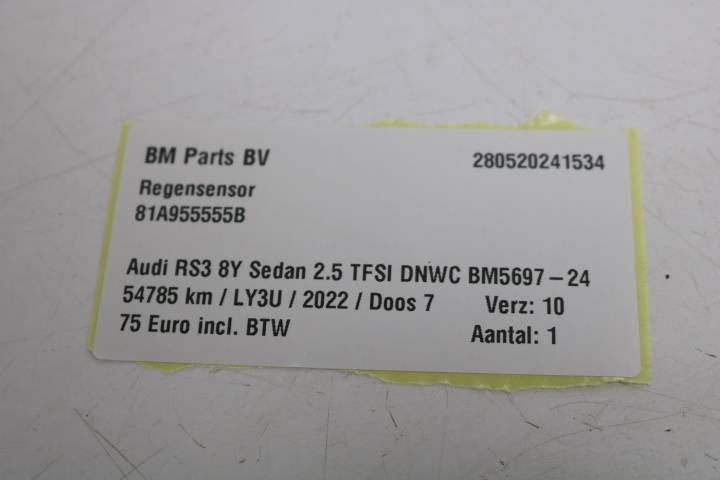 BM Parts BV 280520241534
Regensensor
81A955555B
Audi RS3 8Y Sedan 2.5 TFSI DNWC BM5697-24
54785 km / LY3U / 2022 / Doos 7 Verz: 10
75 Euro incl. BTW Aantal: 1